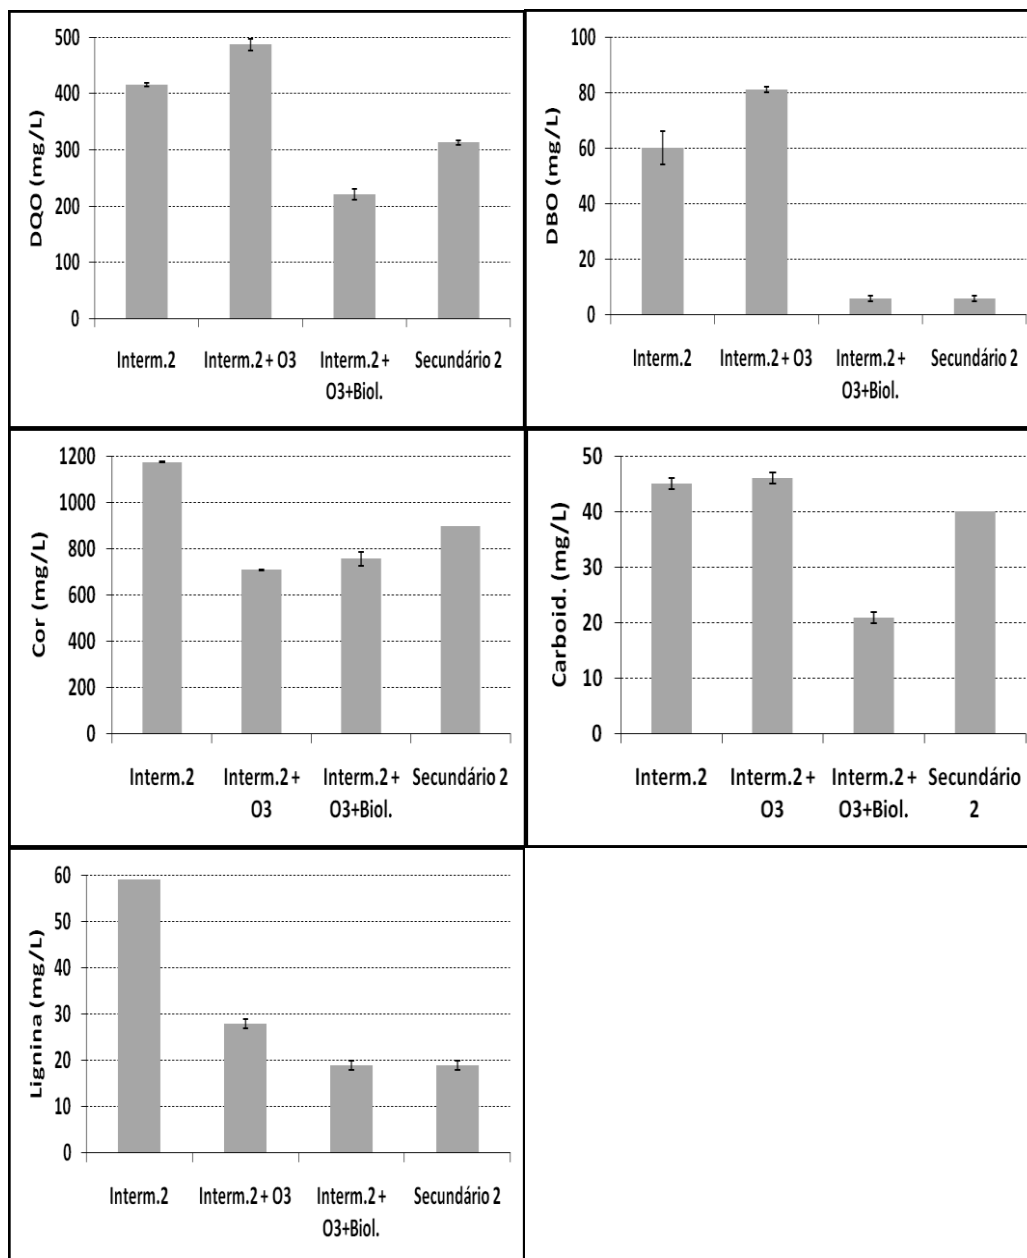 DQO (mg/L)
500
400
300
200
100
0
Interm.2
Interm.2 + O3
Interm.2 +
O3+Biol.
Secundário 2
DBO (mg/L)
100
80
60
40
20
0
Interm.2
Interm.2 + O3
Interm.2 +
O3+Biol.
Secundário 2
Cor (mg/L)
1200
1000
800
600
400
200
0
Interm.2
Interm.2 +
O3
Interm.2 +
O3+Biol.
Secundário 2
Carboid. (mg/L)
50
40
30
20
10
0
Interm.2
Interm.2 +
O3
Interm.2 +
O3+Biol.
Secundário
2
Lignina (mg/L)
60
50
40
30
20
10
0
Interm.2
Interm.2 + O3
Interm.2 +
O3+Biol.
Secundário 2